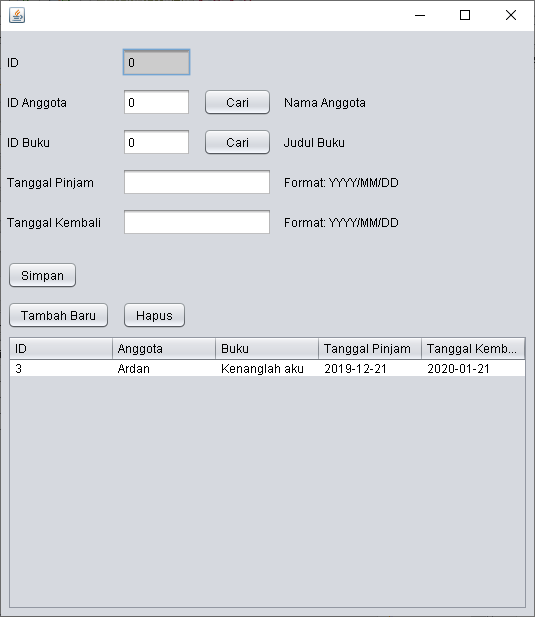 ID 0
ID Anggota 0 Cari Nama Anggota
ID Buku 0 Cari Judul Buku
Tanggal Pinjam Format: YYYY/MM/DD
Tanggal Kembali Format: YYYY/MM/DD
Simpan
Tambah Baru Hapus
ID Anggota Buku Tanggal Pinjam Tanggal Kemb...
3 Ardan Kenanglah aku 2019-12-21 2020-01-21